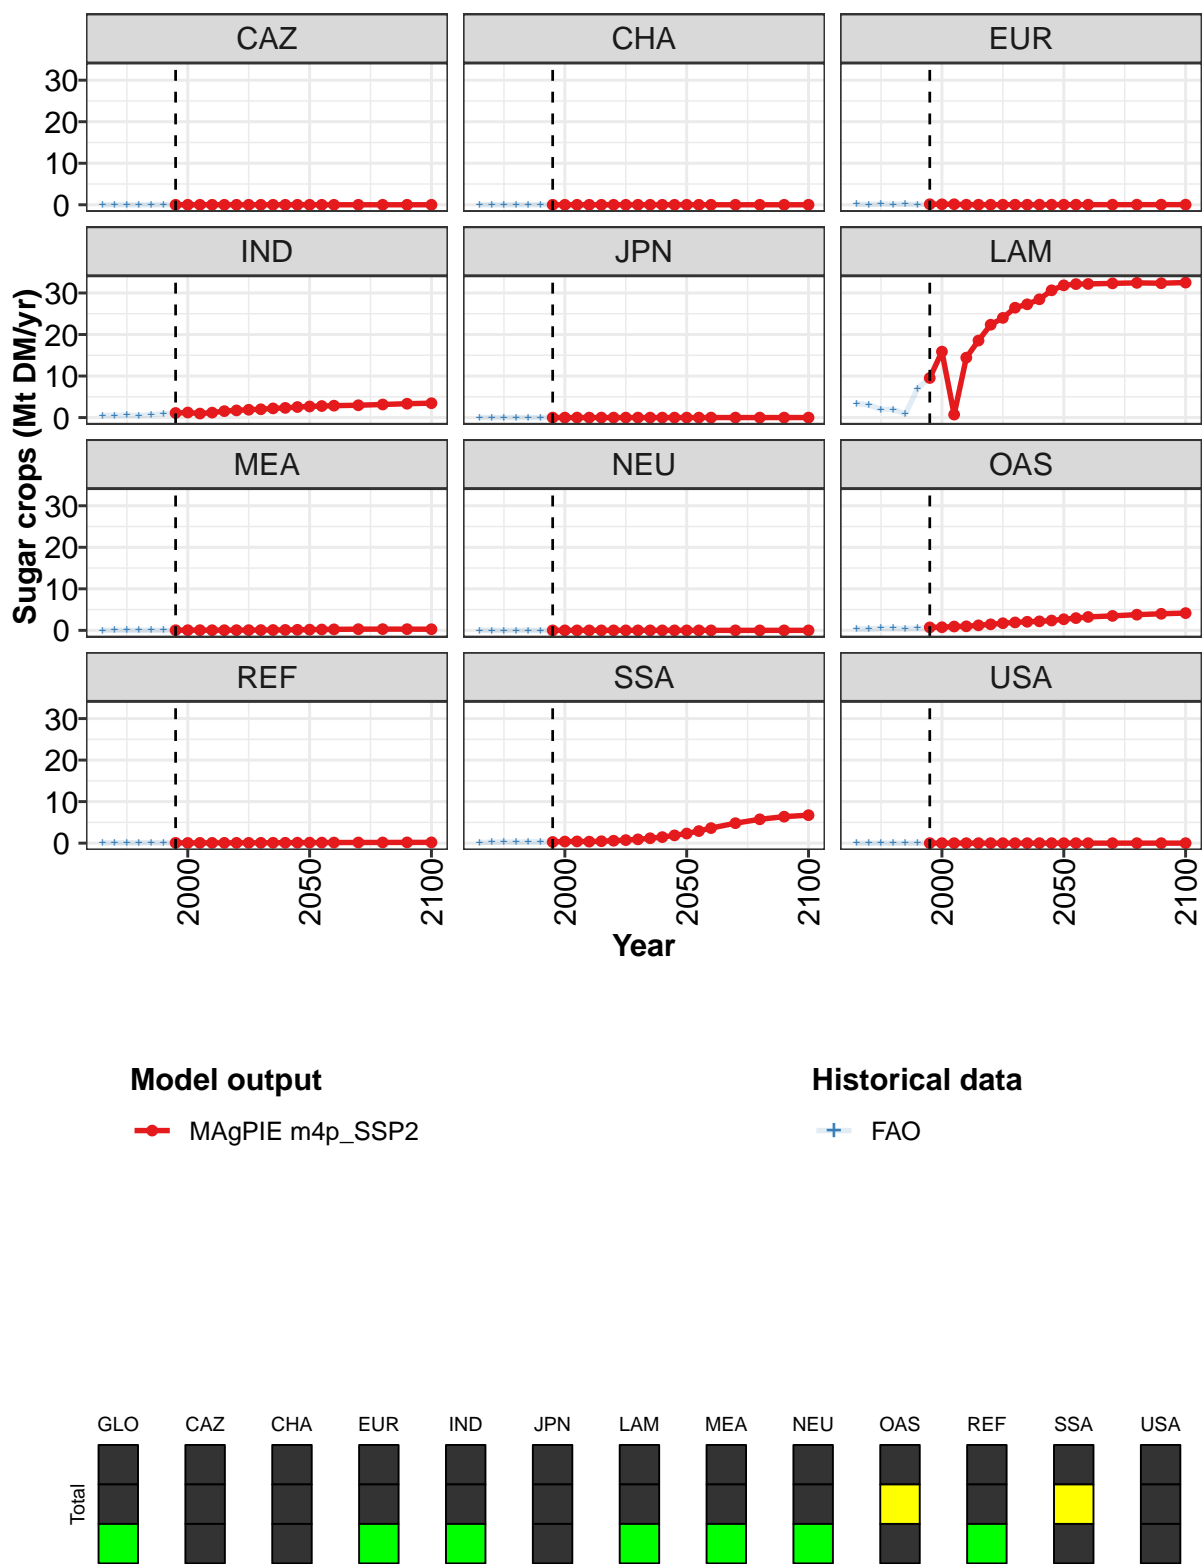 CAZ CHA EUR
30
20
10
0
IND JPN LAM
30
20
10
0
MEA NEU OAS
30
20
10
0
REF SSA USA
30
20
10
0
Sugar crops (Mt DM/yr)
2000 2050 2100 2000 2050 2100 2000 2050 2100
Year
Model output Historical data
MAgPIE m4p_SSP2 FAO
GLO CAZ CHA EUR IND JPN LAM MEA NEU OAS REF SSA USA
Total